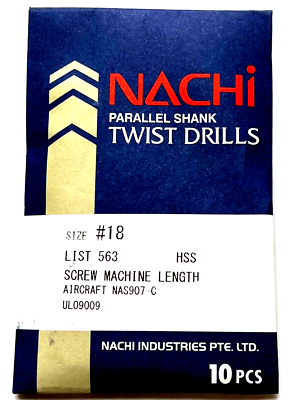 NACHi
PARALLEL SHANK
TWIST DRILLS
SIZE #18
LIST 563 HSS
SCREW MACHINE LENGTH
AIRCRAFT NAS907-C
UL09009
NACHI INDUSTRIES PTE. LTD.
10 PCS